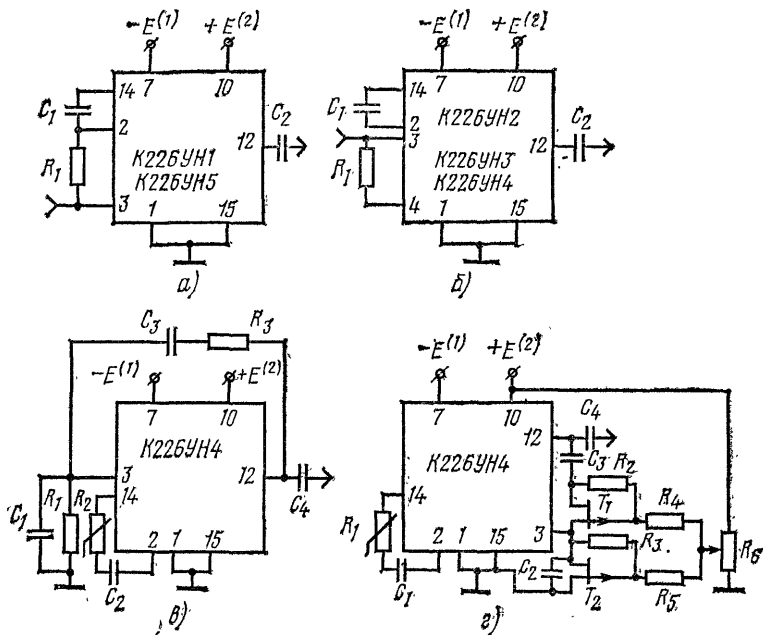 -E(1) +E(2)
7 10
14
C1
2
R1
12
C2
К226УН1
К226УН5
3
1 15
а)
-E(1) +E(2)
7 10
14
C1
2
3
К226УН2
К226УН3
К226УН4
12
C2
R1
4
1 15
б)
C3 R3
-E(1) +E(2)
7 10
К226УН4
3
14
12
C1 R1 R2
C4
2 1 15
C2
в)
-E(1) +E(2)
7 10
12
C4
C3 R2
К226УН4
14
T1
R4
R1
3
R3
R6
2 1 15
C2
T2
R5
C1
г)